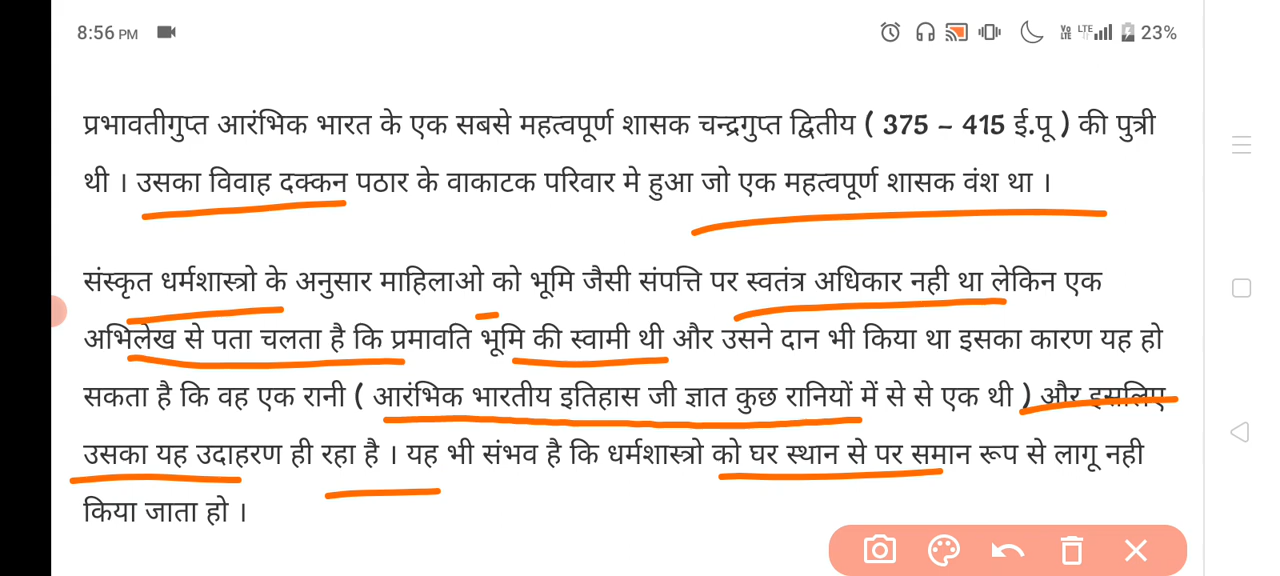 8:56 PM Vo LTE LTE 23%
प्रभावतीगुप्त आरंभिक भारत के एक सबसे महत्वपूर्ण शासक चन्द्रगुप्त द्वितीय ( 375 – 415 ई.पू ) की पुत्री
थी । उसका विवाह दक्कन पठार के वाकाटक परिवार मे हुआ जो एक महत्वपूर्ण शासक वंश था ।
संस्कृत धर्मशास्त्रो के अनुसार माहिलाओ को भूमि जैसी संपत्ति पर स्वतंत्र अधिकार नही था लेकिन एक
अभिलेख से पता चलता है कि प्रमावति भूमि की स्वामी थी और उसने दान भी किया था इसका कारण यह हो
सकता है कि वह एक रानी ( आरंभिक भारतीय इतिहास जी ज्ञात कुछ रानियों में से से एक थी ) और इसलिए
उसका यह उदाहरण ही रहा है । यह भी संभव है कि धर्मशास्त्रो को घर स्थान से पर समान रूप से लागू नही
किया जाता हो ।